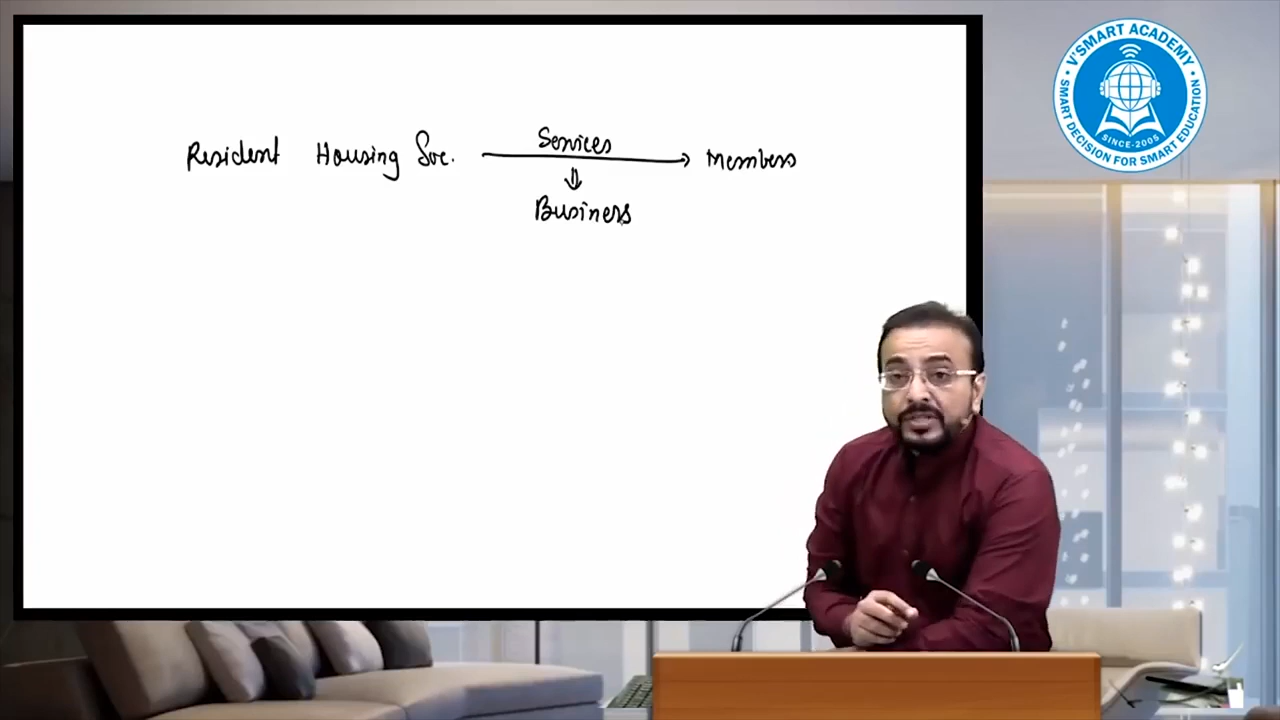 Services
Resident Housing Soc. Members
Business
V'SMART ACADEMY
SINCE-2005
SMART DECISION FOR SMART EDUCATION